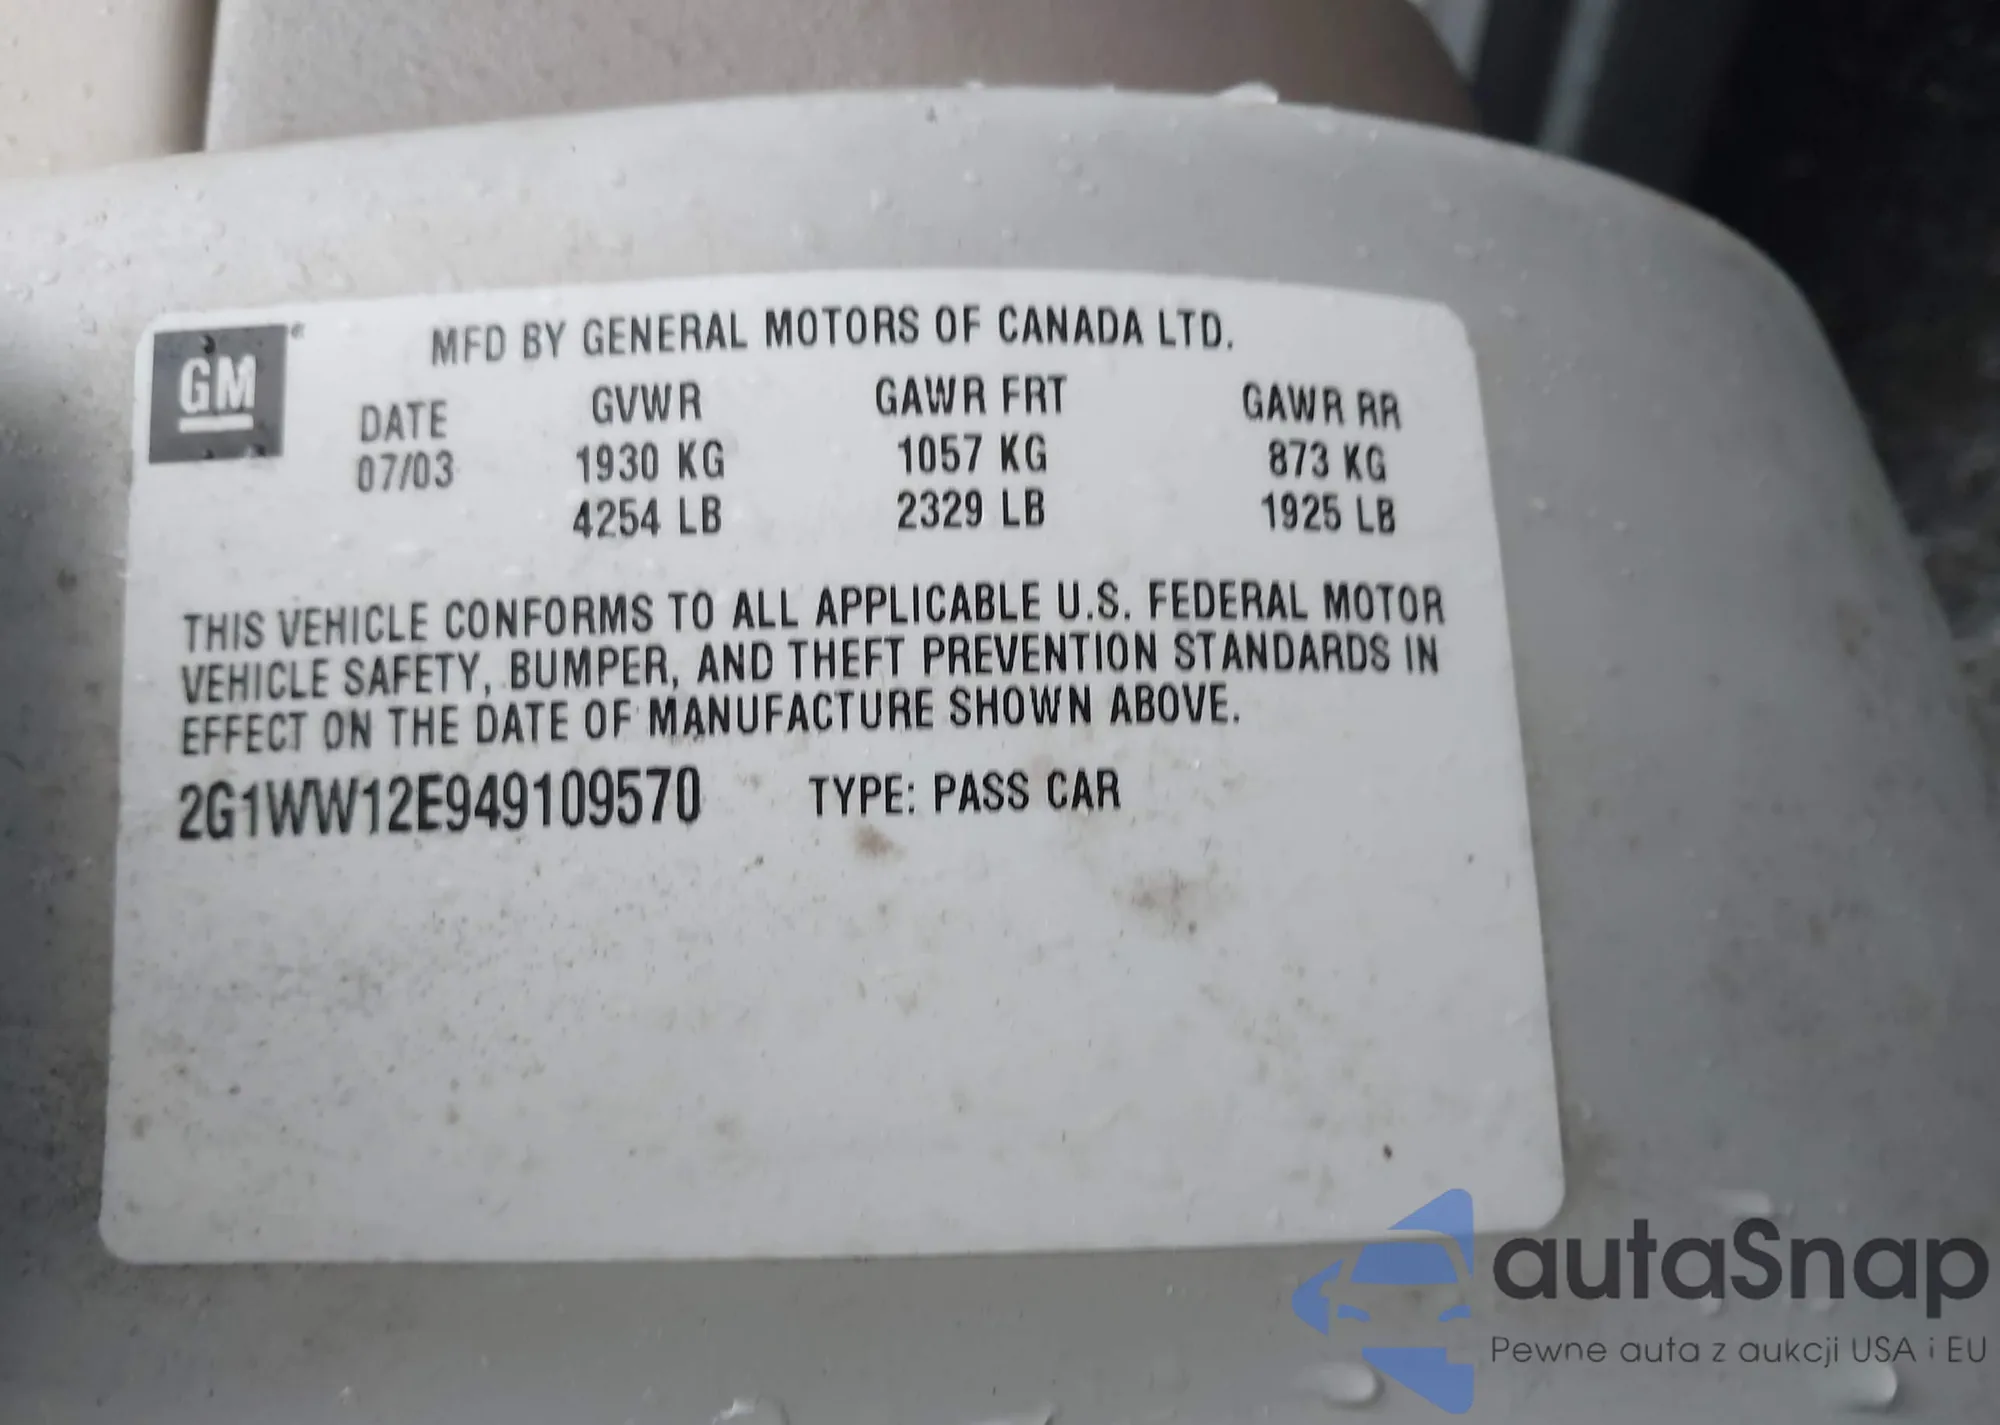 GM
MFD BY GENERAL MOTORS OF CANADA LTD.
DATE GVWR GAWR FRT GAWR RR
07/03 1930 KG 1057 KG 873 KG
4254 LB 2329 LB 1925 LB
THIS VEHICLE CONFORMS TO ALL APPLICABLE U.S. FEDERAL MOTOR
VEHICLE SAFETY, BUMPER, AND THEFT PREVENTION STANDARDS IN
EFFECT ON THE DATE OF MANUFACTURE SHOWN ABOVE.
2G1WW12E949109570 TYPE: PASS CAR
autaSnap
Pewne auta z aukcji USA i EU